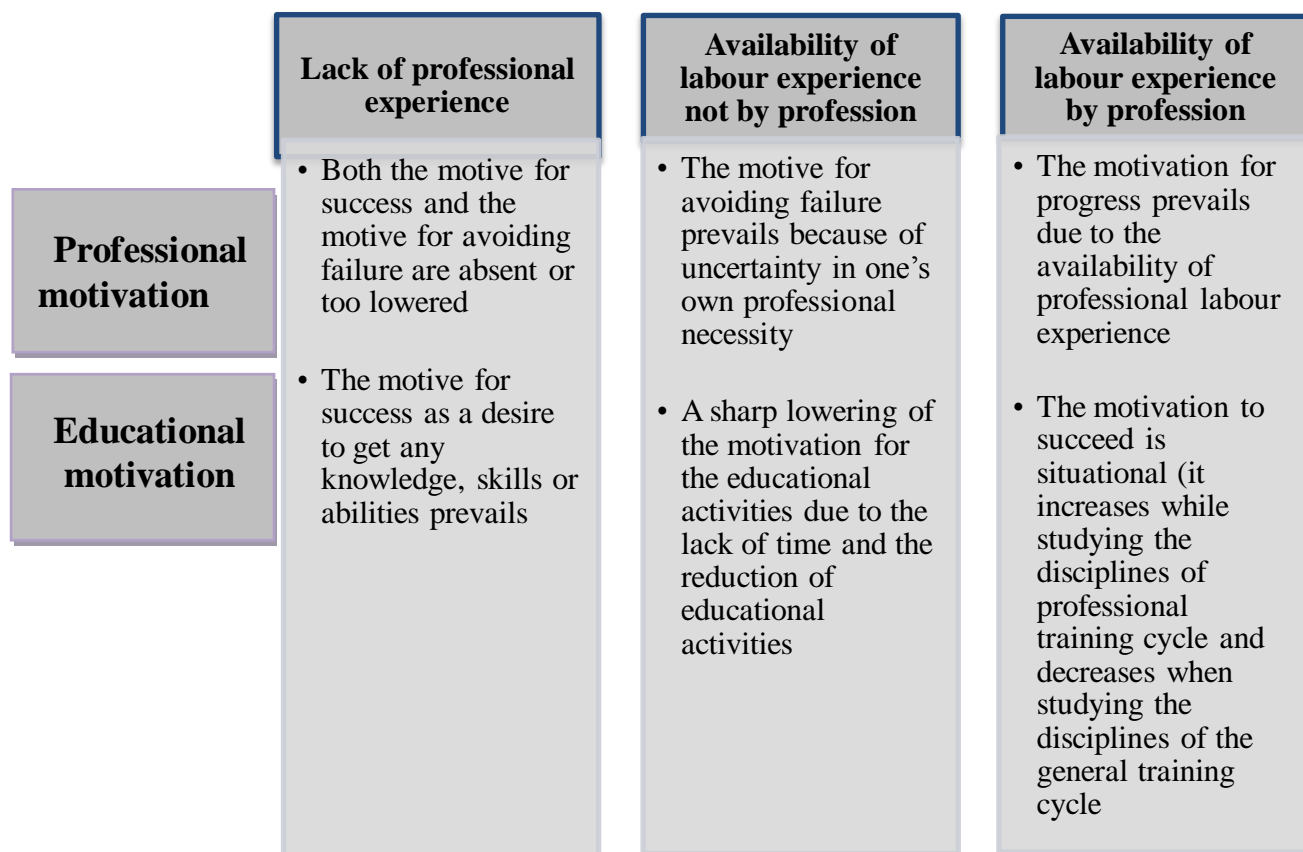 Lack of professional
experience
Availability of
labour experience
not by profession
Availability of
labour experience
by profession
Professional
motivation
• Both the motive for
success and the
motive for avoiding
failure are absent or
too lowered
• The motive for
avoiding failure
prevails because of
uncertainty in one’s
own professional
necessity
• The motivation for
progress prevails
due to the
availability of
professional labour
experience
Educational
motivation
• The motive for
success as a desire
to get any
knowledge, skills or
abilities prevails
• A sharp lowering of
the motivation for
the educational
activities due to the
lack of time and the
reduction of
educational
activities
• The motivation to
succeed is
situational (it
increases while
studying the
disciplines of
professional
training cycle and
decreases when
studying the
disciplines of the
general training
cycle